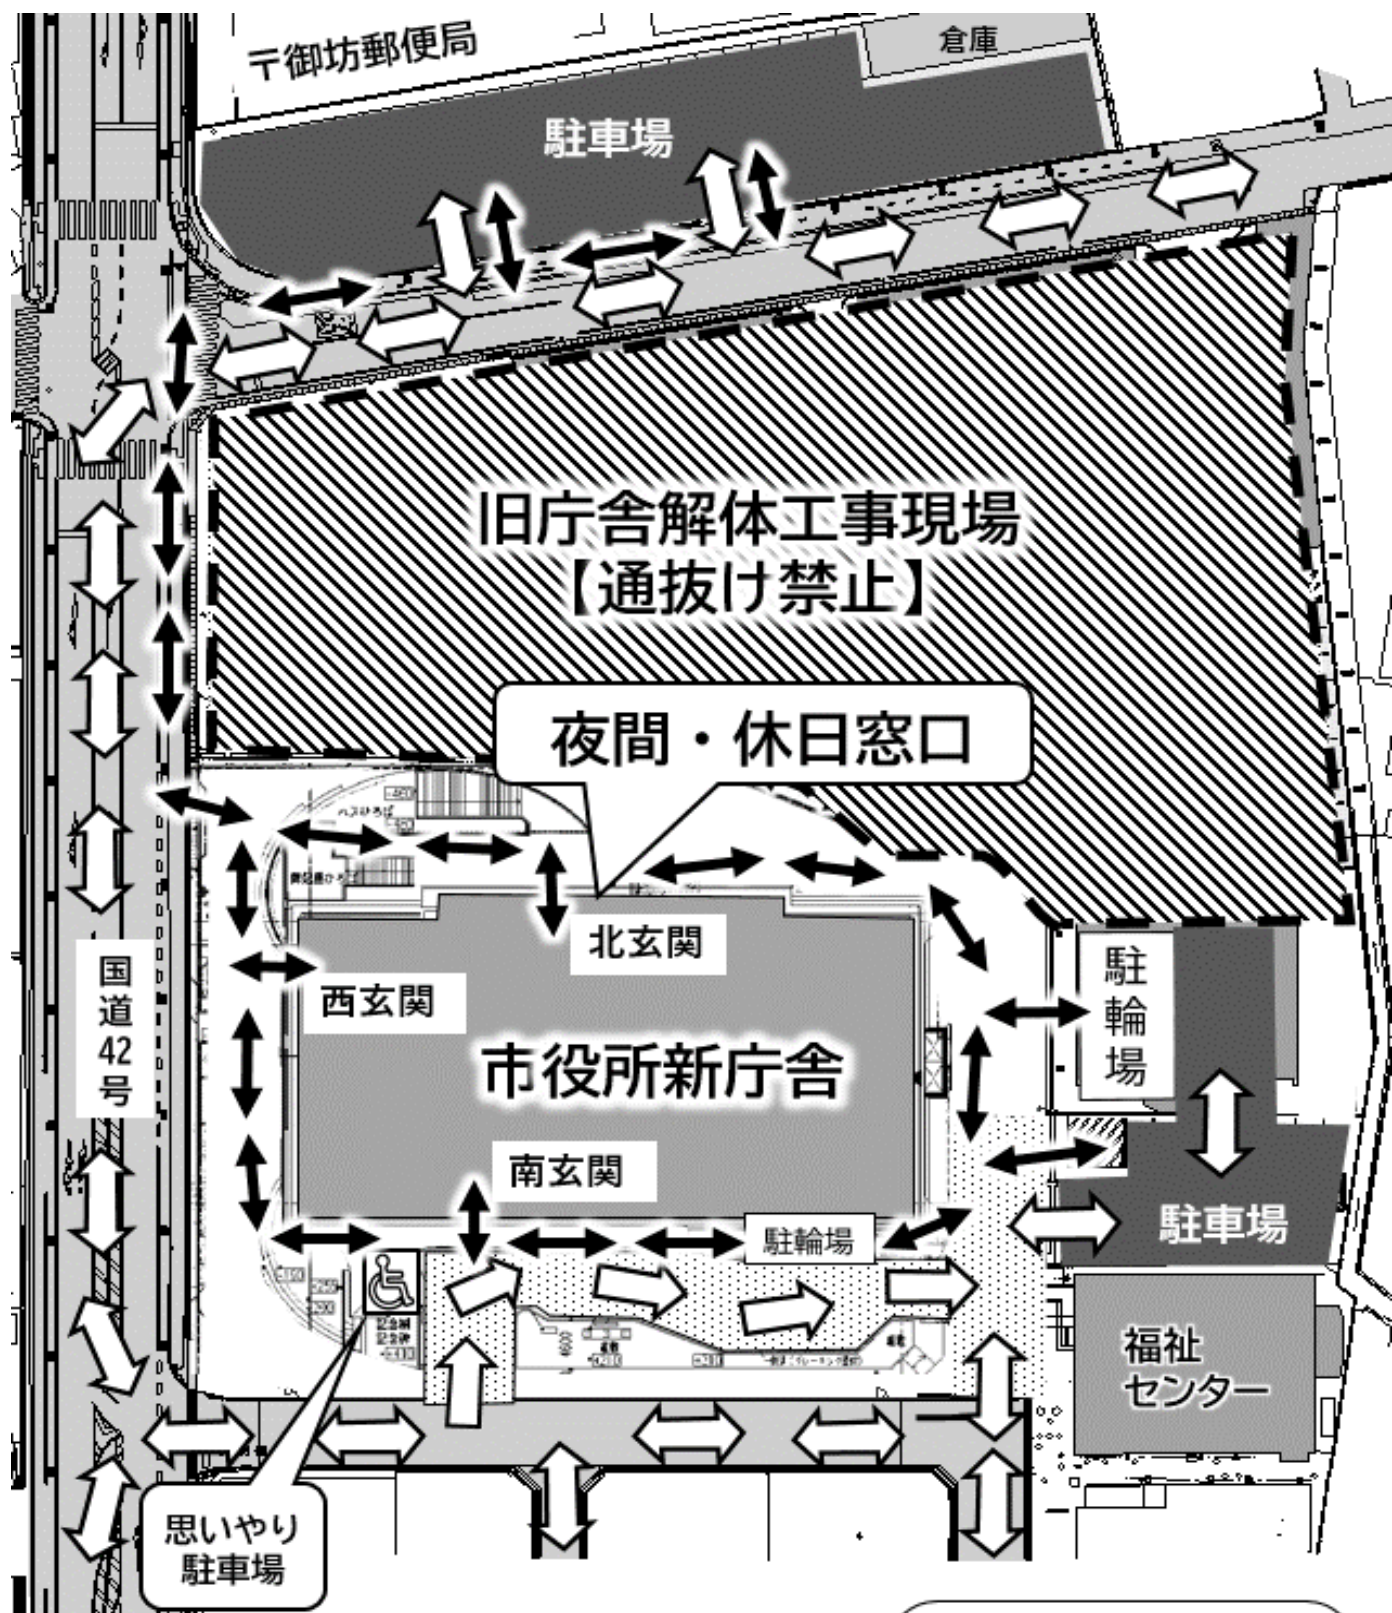 〒御坊郵便局
倉庫
駐車場
旧庁舎解体工事現場
【通抜け禁止】
夜間・休日窓口
北玄関
西玄関
国道42号
駐輪場
市役所新庁舎
南玄関
駐輪場
駐車場
福祉
センター
思いやり
駐車場